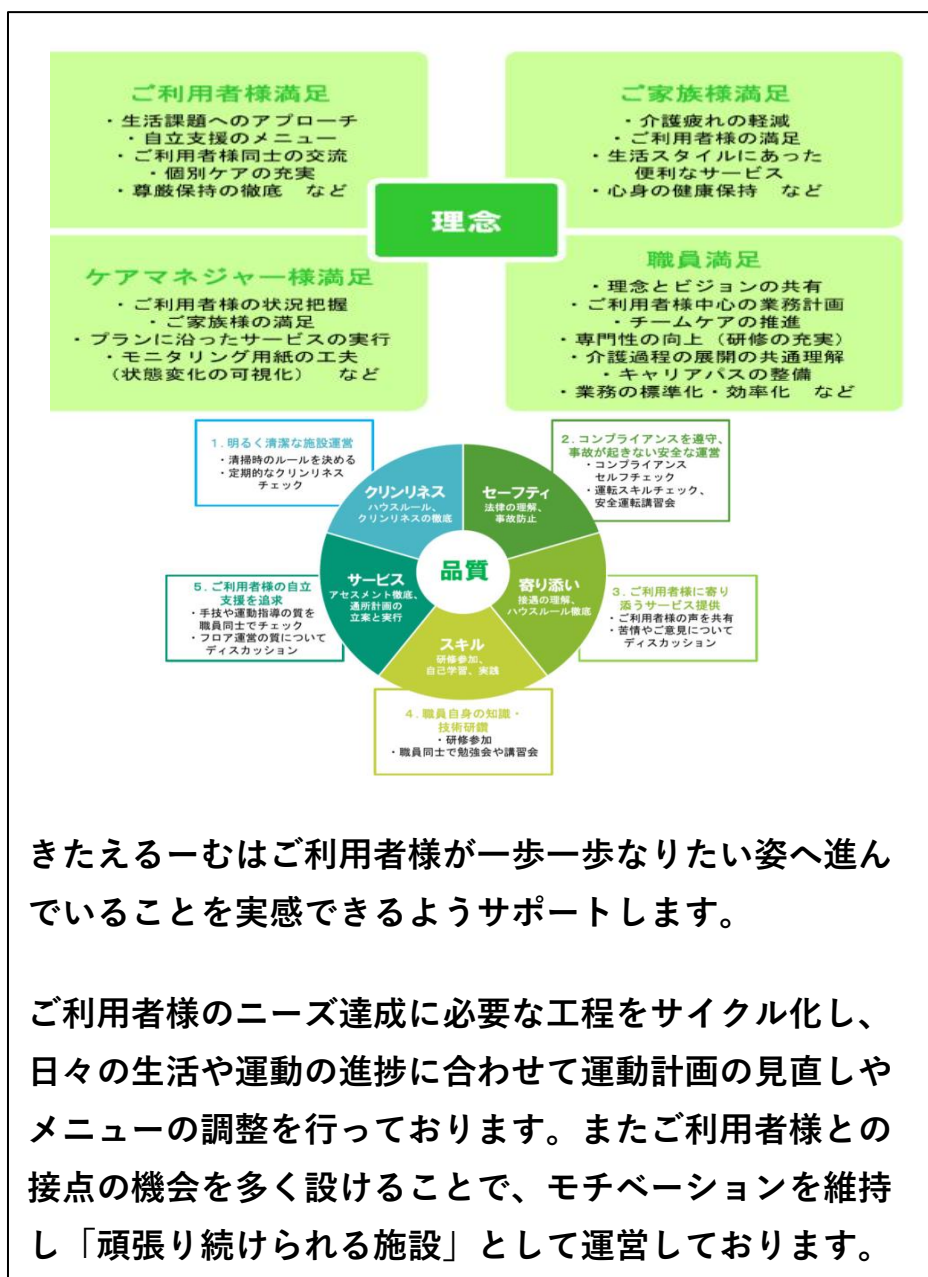 ご利用者様満足
・生活課題へのアプローチ
・自立支援のメニュー
・ご利用者様同士の交流
・個別ケアの充実
・尊厳保持の徹底 など
ご家族様満足
・介護疲れの軽減
・ご利用者様の満足
・生活スタイルにあった
便利なサービス
・心身の健康保持 など
理念
ケアマネジャー様満足
・ご利用者様の状況把握
・ご家族様の満足
・プランに沿ったサービスの実行
・モニタリング用紙の工夫
(状態変化の可視化) など
職員満足
・理念とビジョンの共有
・ご利用者様中心の業務計画
・チームケアの推進
・専門性の向上(研修の充実)
・介護過程の展開の共通理解
・キャリアパスの整備
・業務の標準化・効率化 など
1.明るく清潔な施設運営
・清掃時のルールを決める
・定期的なクリンリネス
チェック
2.コンプライアンスを遵守、
事故が起きない安全な運営
・コンプライアンス
セルフチェック
・運転スキルチェック、
安全運転講習会
クリンリネス
ハウスルール、
クリンリネスの徹底
セーフティ
法律の理解、
事故防止
品質
サービス
アセスメント徹底、
通所計画の
立案と実行
寄り添い
接遇の理解、
ハウスルール徹底
スキル
研修参加、
自己学習、実践
5.ご利用者様の自立
支援を追求
・手技や運動指導の質を
職員同士でチェック
・フロア運営の質について
ディスカッション
3.ご利用者様に寄り
添うサービス提供
・ご利用者様の声を共有
・苦情やご意見について
ディスカッション
4.職員自身の知識・
技術研鑽
・研修参加
・職員同士で勉強会や講習会
きたえるーむはご利用者様が一歩一歩なりたい姿へ進ん
でいることを実感できるようサポートします。
ご利用者様のニーズ達成に必要な工程をサイクル化し、
日々の生活や運動の進捗に合わせて運動計画の見直しや
メニューの調整を行っております。またご利用者様との
接点の機会を多く設けることで、モチベーションを維持
し「頑張り続けられる施設」として運営しております。